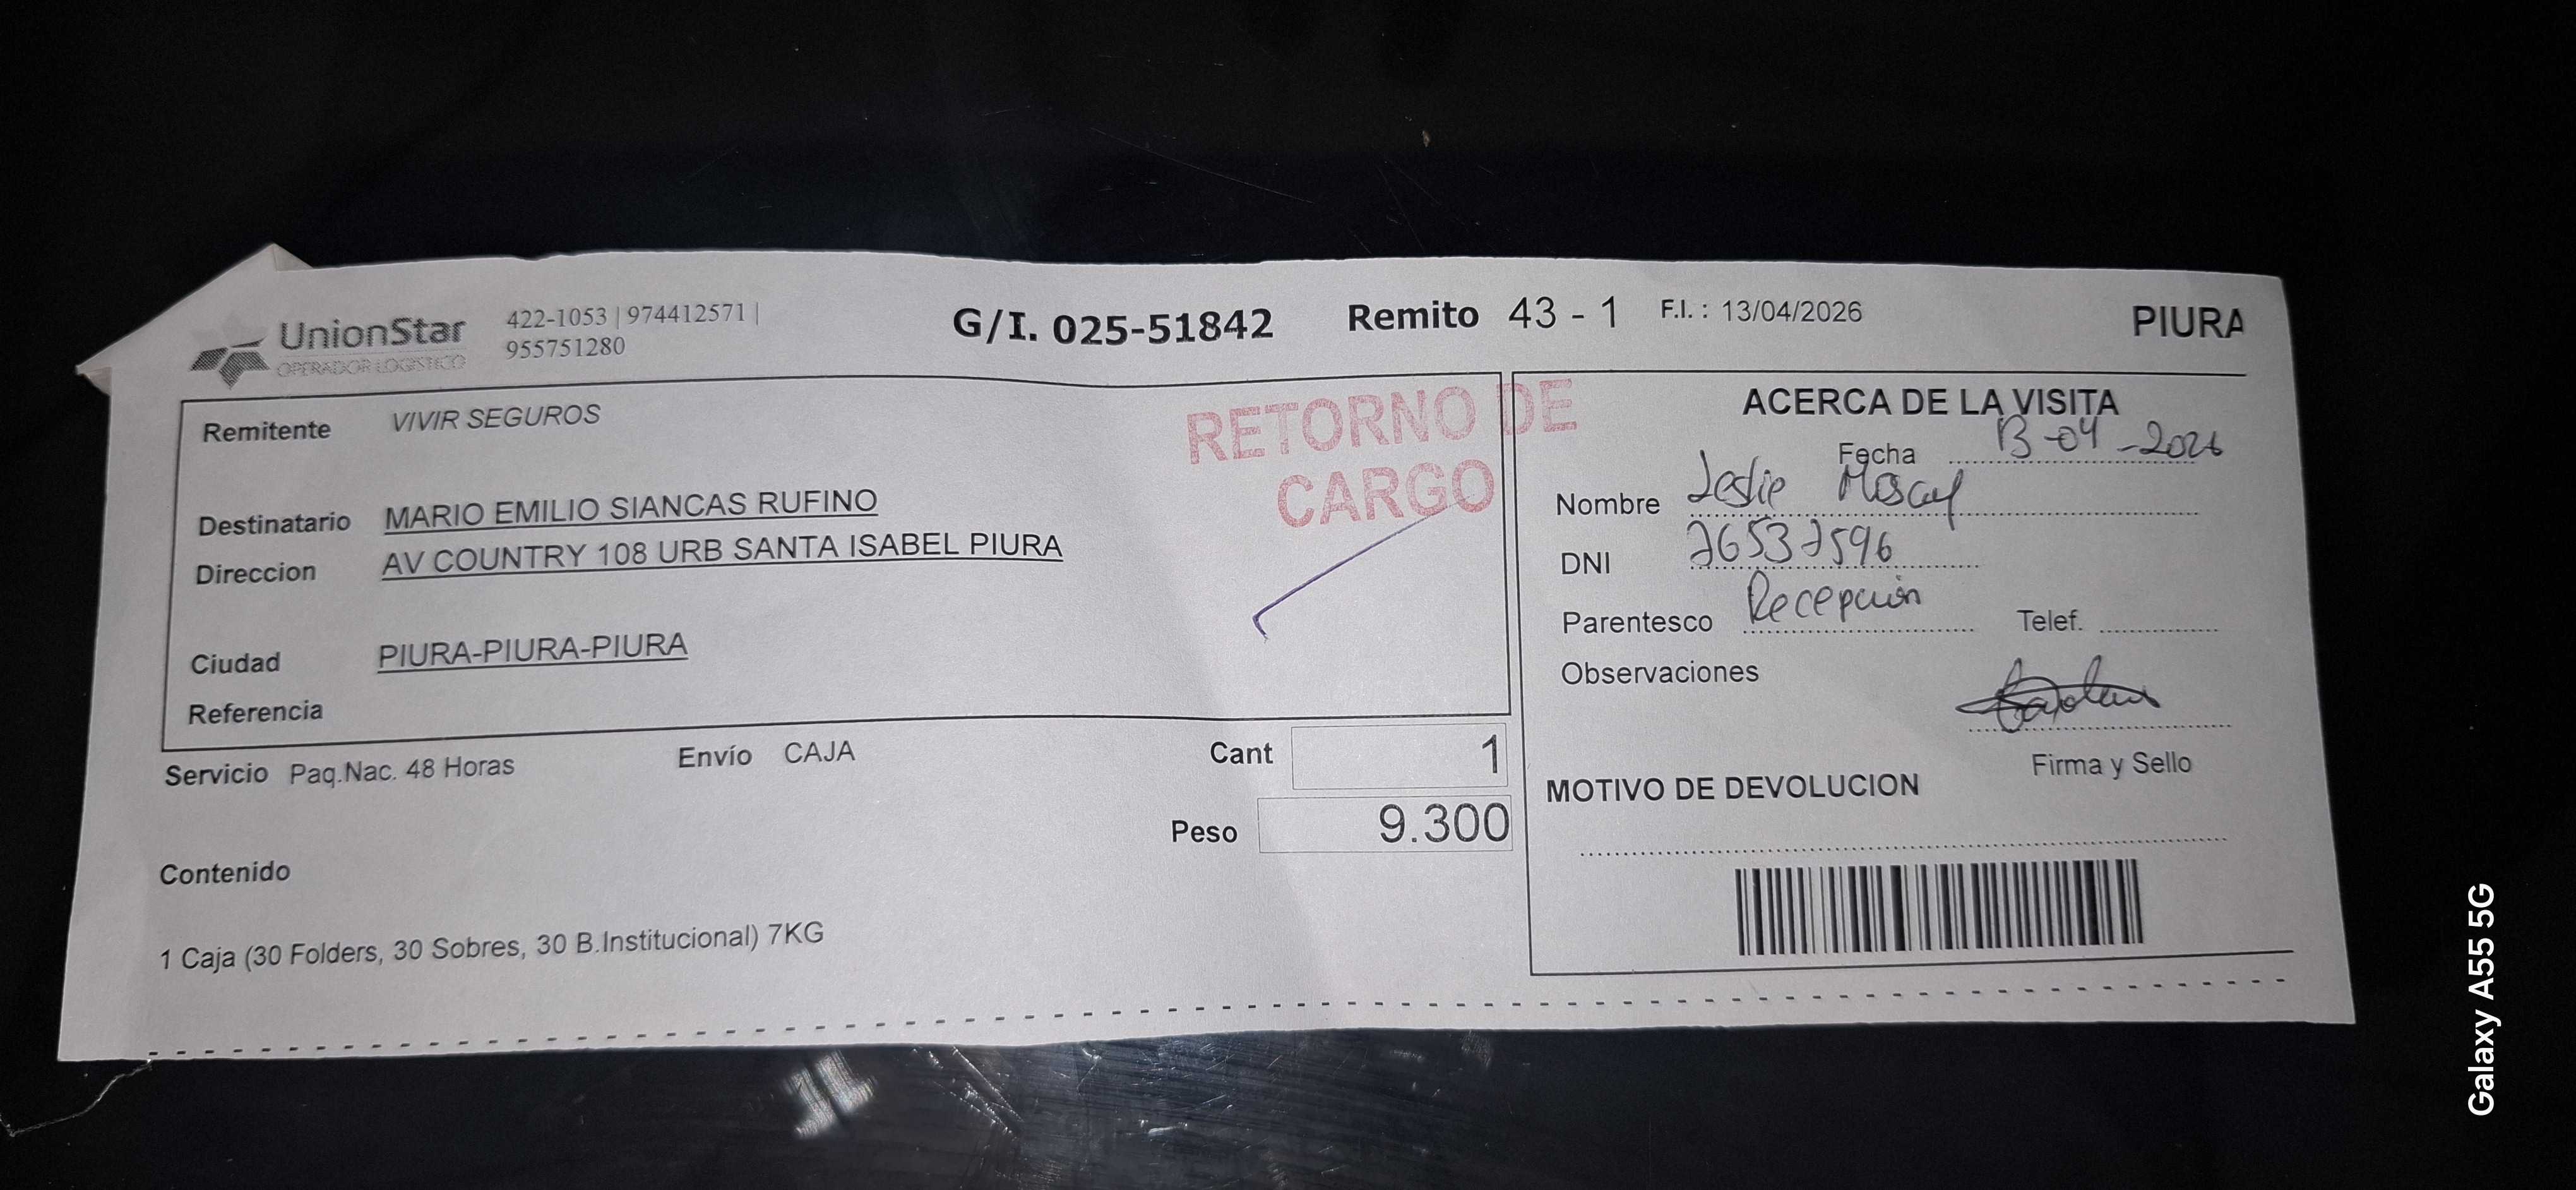 UnionStar
OPERADOR LOGISTICO
422-1053 | 974412571 |
955751280
G/I. 025-51842
Remito 43 - 1
F.I. : 13/04/2026
PIURA
Remitente VIVIR SEGUROS
RETORNO DE
CARGO
Destinatario MARIO EMILIO SIANCAS RUFINO
Direccion AV COUNTRY 108 URB SANTA ISABEL PIURA
Ciudad PIURA-PIURA-PIURA
Referencia
Servicio Paq.Nac. 48 Horas
Envío CAJA
Cant 1
Peso 9.300
Contenido
1 Caja (30 Folders, 30 Sobres, 30 B.Institucional) 7KG
ACERCA DE LA VISITA
Fecha 13-04-2026
Nombre Leslie
DNI 76537596
Parentesco Recepción
Telef.
Observaciones
Firma y Sello
MOTIVO DE DEVOLUCION
Galaxy A55 5G